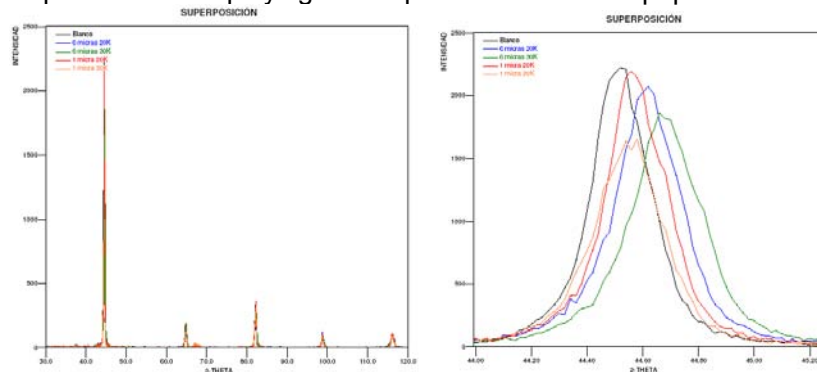 SUPERPOSICIÓN
INTENSIDAD
2500
2000
1500
1000
500
0
Blanco
6 micras 20K
6 micras 30K
1 micra 20K
1 micra 30K
30.0 40.0 50.0 60.0 70.0 80.0 90.0 100.0 110.0 120.0
2-THETA
SUPERPOSICIÓN
INTENSIDAD
2500
2000
1500
1000
500
0
Blanco
6 micras 20K
6 micras 30K
1 micra 20K
1 micra 30K
44.00 44.20 44.40 44.60 44.80 45.00 45.20
2-THETA